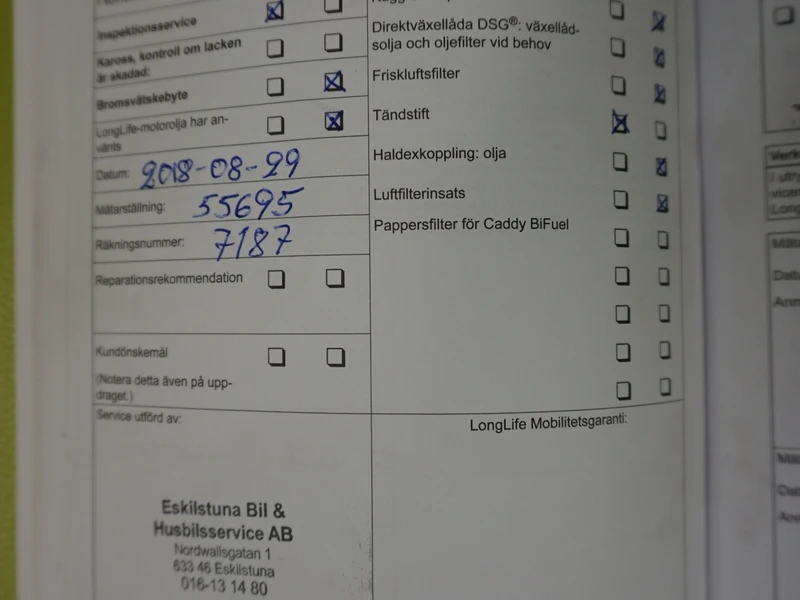 Inspektionsservice
Kaross, kontroll om lacken
är skadad:
Bromsvätskebyte
LongLife-motorolja har an-
vänts
Datum: 2018-08-29
Mätarställning: 55695
Räkningsnummer: 7187
Reparationsrekommendation
Kundönskemål
(Notera detta även på upp-
draget.)
Service utförd av:
Eskilstuna Bil &
Husbilsservice AB
Nordwallsgatan 1
633 46 Eskilstuna
016-13 14 80
Direktväxellåda DSG®: växellåd-
solja och oljefilter vid behov
Friskluftsfilter
Tändstift
Haldexkoppling: olja
Luftfilterinsats
Pappersfilter för Caddy BiFuel
LongLife Mobilitetsgaranti: